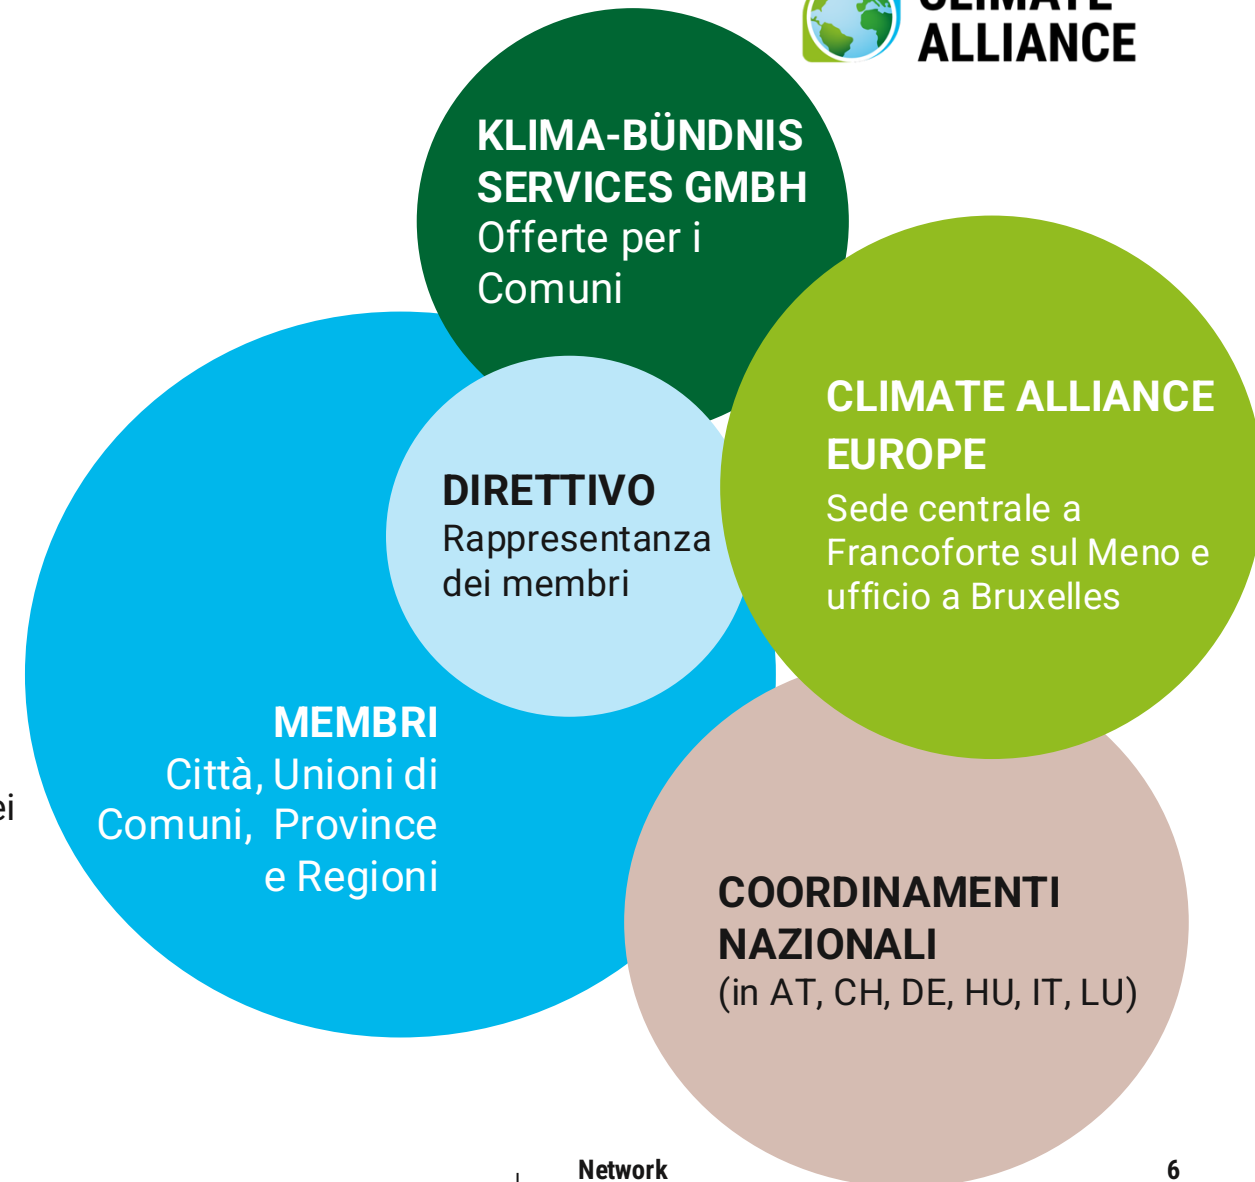 CLIMATE
ALLIANCE
KLIMA-BÜNDNIS
SERVICES GMBH
Offerte per i
Comuni
CLIMATE ALLIANCE
EUROPE
Sede centrale a
Francoforte sul Meno e
ufficio a Bruxelles
DIRETTIVO
Rappresentanza
dei membri
MEMBRI
Città, Unioni di
Comuni, Province
e Regioni
ei
COORDINAMENTI
NAZIONALI
(in AT, CH, DE, HU, IT, LU)
Network
6